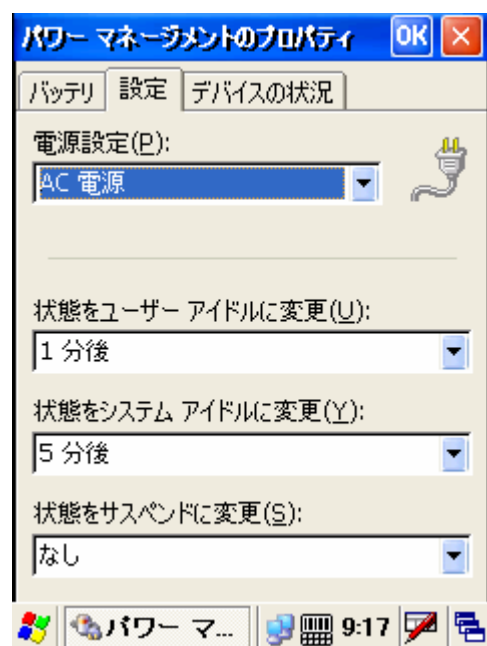 パワー マネージメントのプロパティ OK
バッテリ 設定 デバイスの状況
電源設定(P):
AC 電源
状態をユーザー アイドルに変更(U):
1 分後
状態をシステム アイドルに変更(Y):
5 分後
状態をサスペンドに変更(S):
なし
パワー マ... 9:17